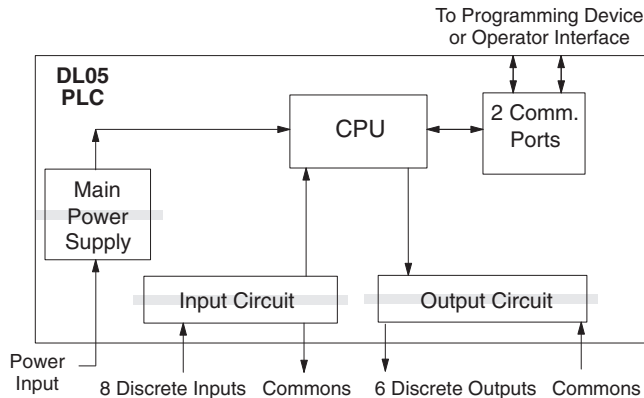 To Programming Device
or Operator Interface
DL05
PLC
CPU
2 Comm.
Ports
Main
Power
Supply
Input Circuit
Output Circuit
Power
Input
8 Discrete Inputs
Commons
6 Discrete Outputs
Commons